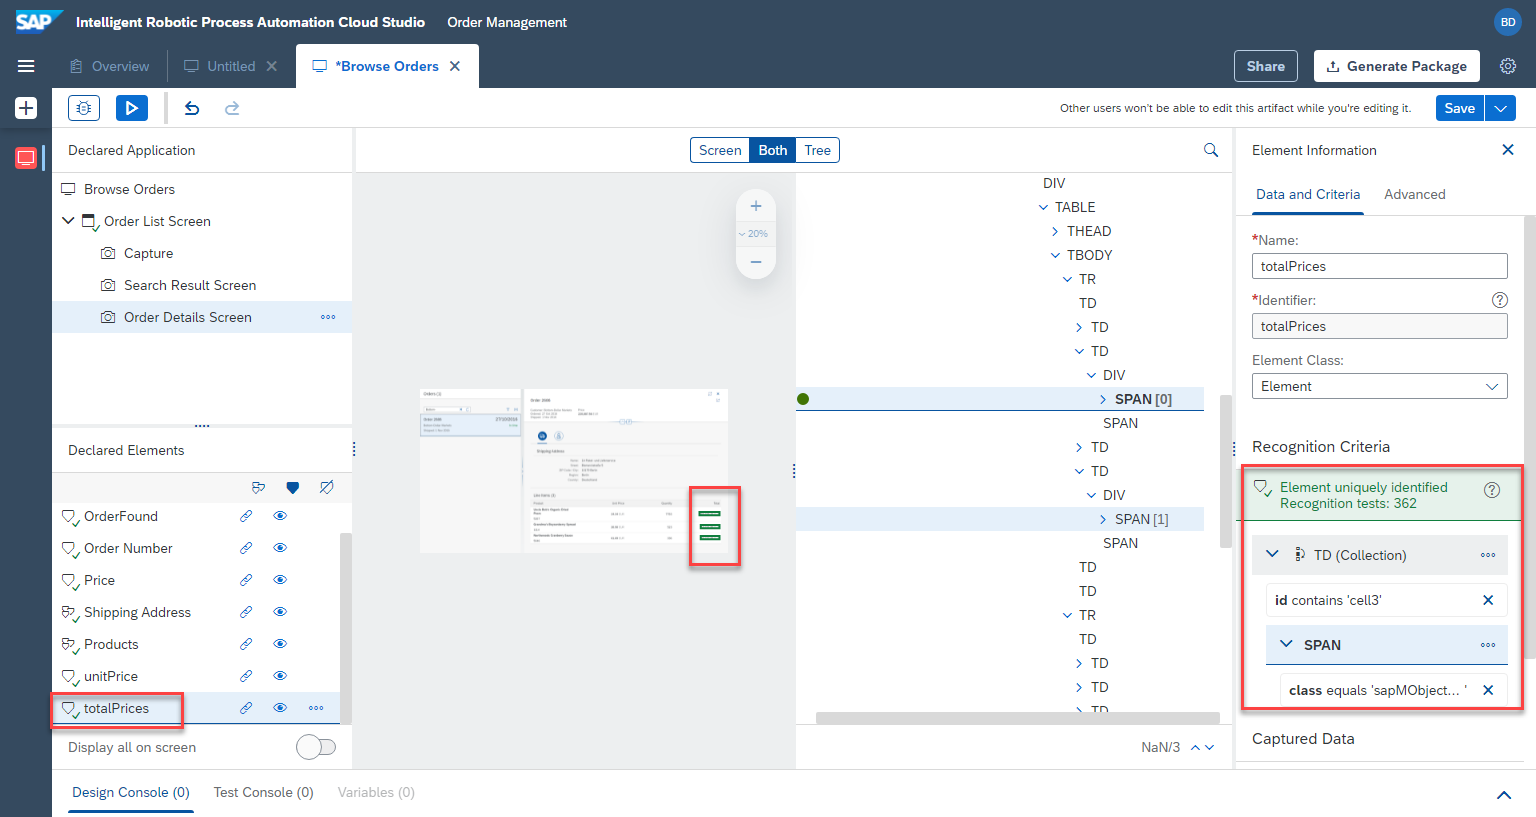 SAP Intelligent Robotic Process Automation Cloud Studio Order Management BD
Overview Untitled *Browse Orders Share Generate Package
Other users won't be able to edit this artifact while you're editing it. Save
Declared Application
Browse Orders
Order List Screen
Capture
Search Result Screen
Order Details Screen
Declared Elements
OrderFound
Order Number
Price
Shipping Address
Products
unitPrice
totalPrices
Display all on screen
Screen Both Tree
20%
DIV
TABLE
THEAD
TBODY
TR
TD
TD
TD
DIV
SPAN [0]
SPAN
TD
TD
DIV
SPAN [1]
SPAN
TD
TD
TR
TD
TD
TD
TD
NaN/3
Element Information
Data and Criteria Advanced
*Name:
totalPrices
*Identifier:
totalPrices
Element Class:
Element
Recognition Criteria
Element uniquely identified
Recognition tests: 362
TD (Collection)
id contains 'cell3'
SPAN
class equals 'sapMObject... '
Captured Data
Design Console (0) Test Console (0) Variables (0)